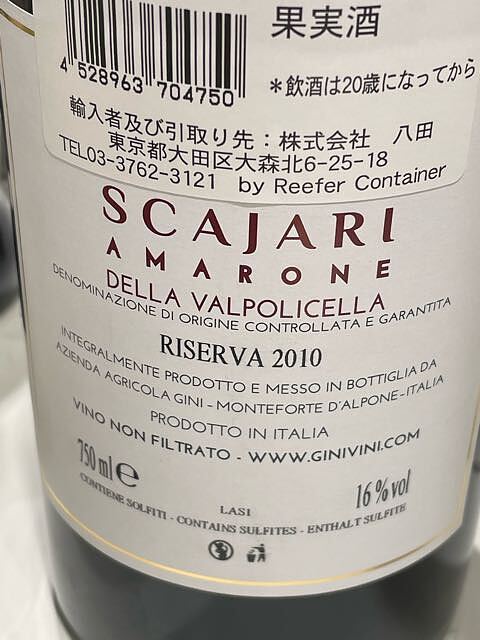 果実酒
4 528963 704750
*飲酒は20歳になってから
輸入者及び引取り先：株式会社 八田
東京都大田区大森北6-25-18
TEL03-3762-3121 by Reefer Container
SCAJARI
AMARONE
DELLA VALPOLICELLA
DENOMINAZIONE DI ORIGINE CONTROLLATA E GARANTITA
RISERVA 2010
INTEGRALMENTE PRODOTTO E MESSO IN BOTTIGLIA DA
AZIENDA AGRICOLA GINI - MONTEFORTE D'ALPONE-ITALIA
PRODOTTO IN ITALIA
VINO NON FILTRATO - WWW.GINIVINI.COM
750 ml e
16 % vol
LAS1
CONTIENE SOLFITI - CONTAINS SULFITES - ENTHALT SULFITE